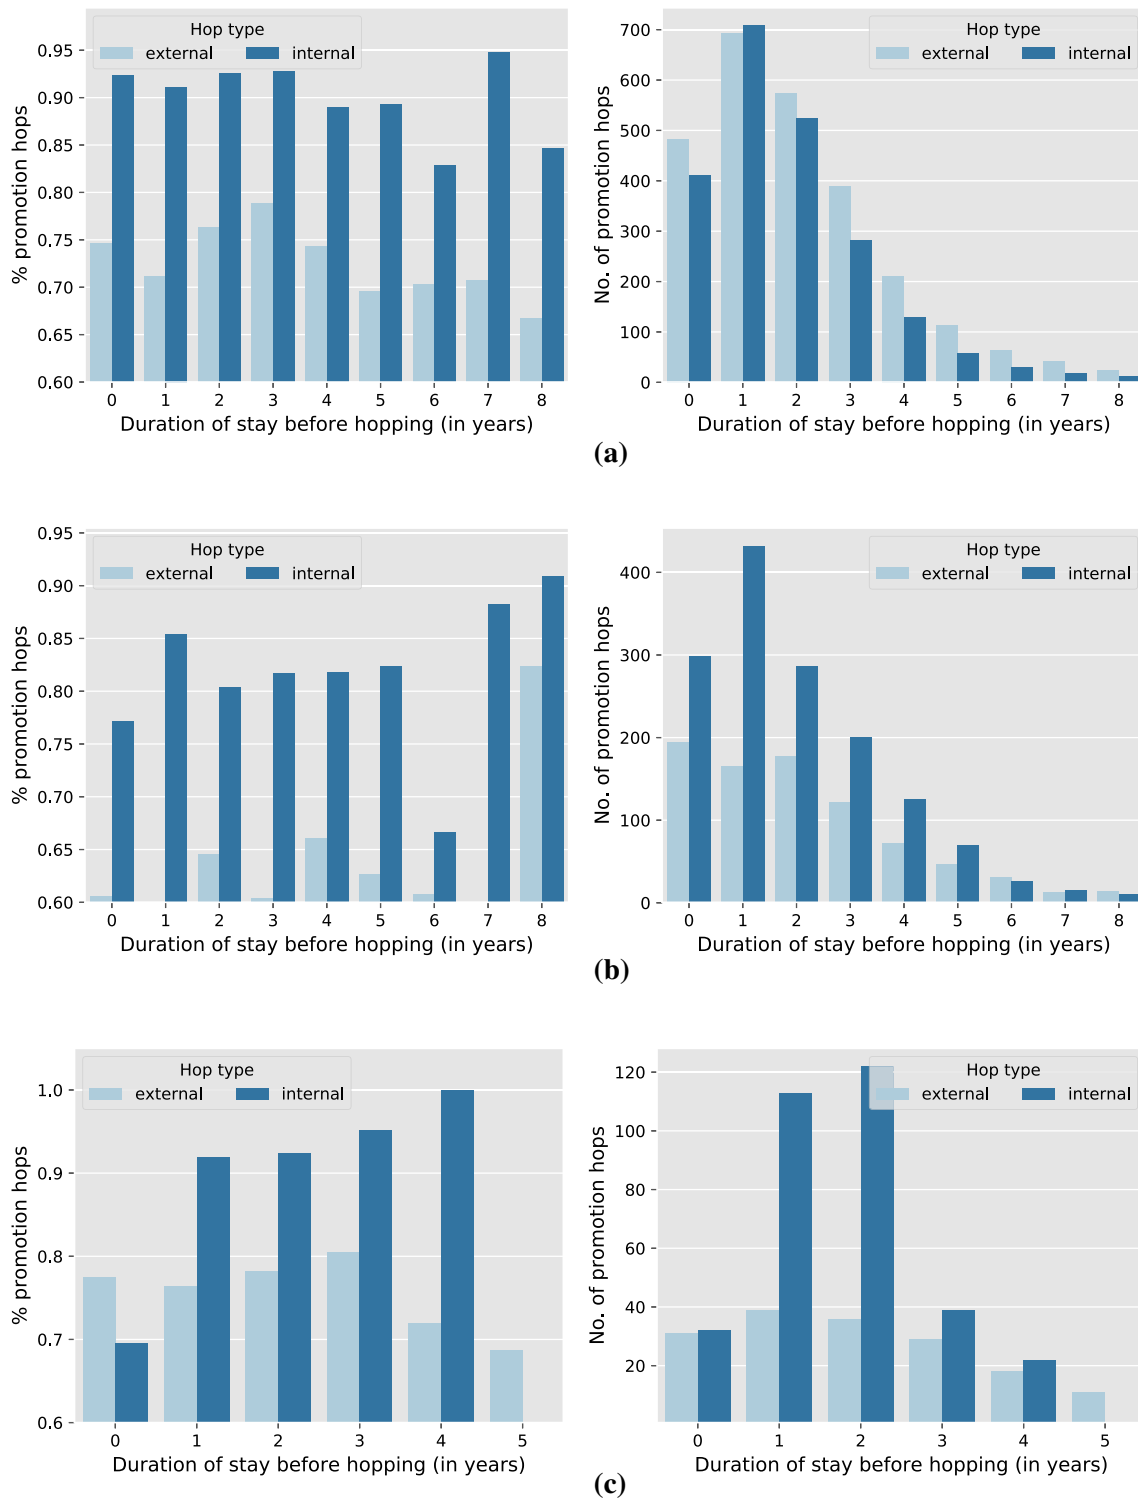 Hop type
external internal
% promotion hops
0.95
0.90
0.85
0.80
0.75
0.70
0.65
0.60
0 1 2 3 4 5 6 7 8
Duration of stay before hopping (in years)
Hop type
external internal
No. of promotion hops
700
600
500
400
300
200
100
0
0 1 2 3 4 5 6 7 8
Duration of stay before hopping (in years)
(a)
Hop type
external internal
% promotion hops
0.95
0.90
0.85
0.80
0.75
0.70
0.65
0.60
0 1 2 3 4 5 6 7 8
Duration of stay before hopping (in years)
Hop type
external internal
No. of promotion hops
400
300
200
100
0
0 1 2 3 4 5 6 7 8
Duration of stay before hopping (in years)
(b)
Hop type
external internal
% promotion hops
1.0
0.9
0.8
0.7
0.6
0 1 2 3 4 5
Duration of stay before hopping (in years)
Hop type
external internal
No. of promotion hops
120
100
80
60
40
20
0 1 2 3 4 5
Duration of stay before hopping (in years)
(c)